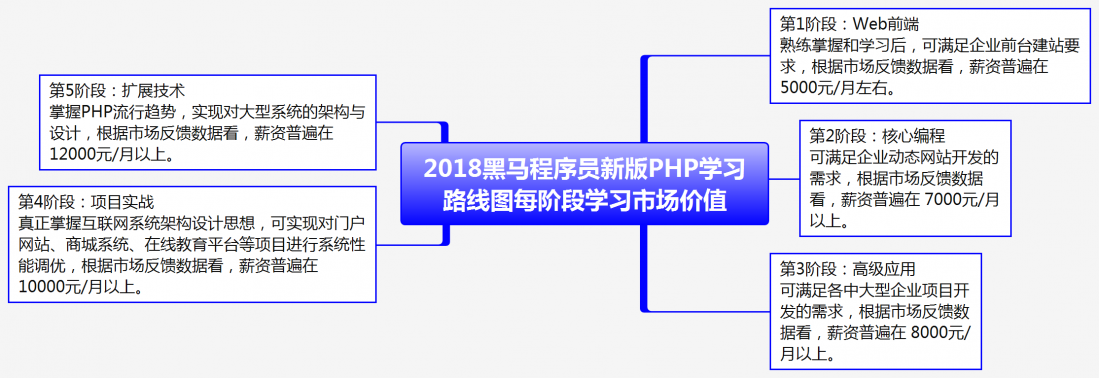 2018黑马程序员新版PHP学习
路线图每阶段学习市场价值
第1阶段：Web前端
熟练掌握和学习后，可满足企业前台建站要
求，根据市场反馈数据看，薪资普遍在
5000元/月左右。
第2阶段：核心编程
可满足企业动态网站开发的
需求，根据市场反馈数据
看，薪资普遍在 7000元/月
以上。
第3阶段：高级应用
可满足各中大型企业项目开
发的需求，根据市场反馈数
据看，薪资普遍在 8000元/
月以上。
第4阶段：项目实战
真正掌握互联网系统架构设计思想，可实现对门户
网站、商城系统、在线教育平台等项目进行系统性
能调优，根据市场反馈数据看，薪资普遍在
10000元/月以上。
第5阶段：扩展技术
掌握PHP流行趋势，实现对大型系统的架构与
设计，根据市场反馈数据看，薪资普遍在
12000元/月以上。